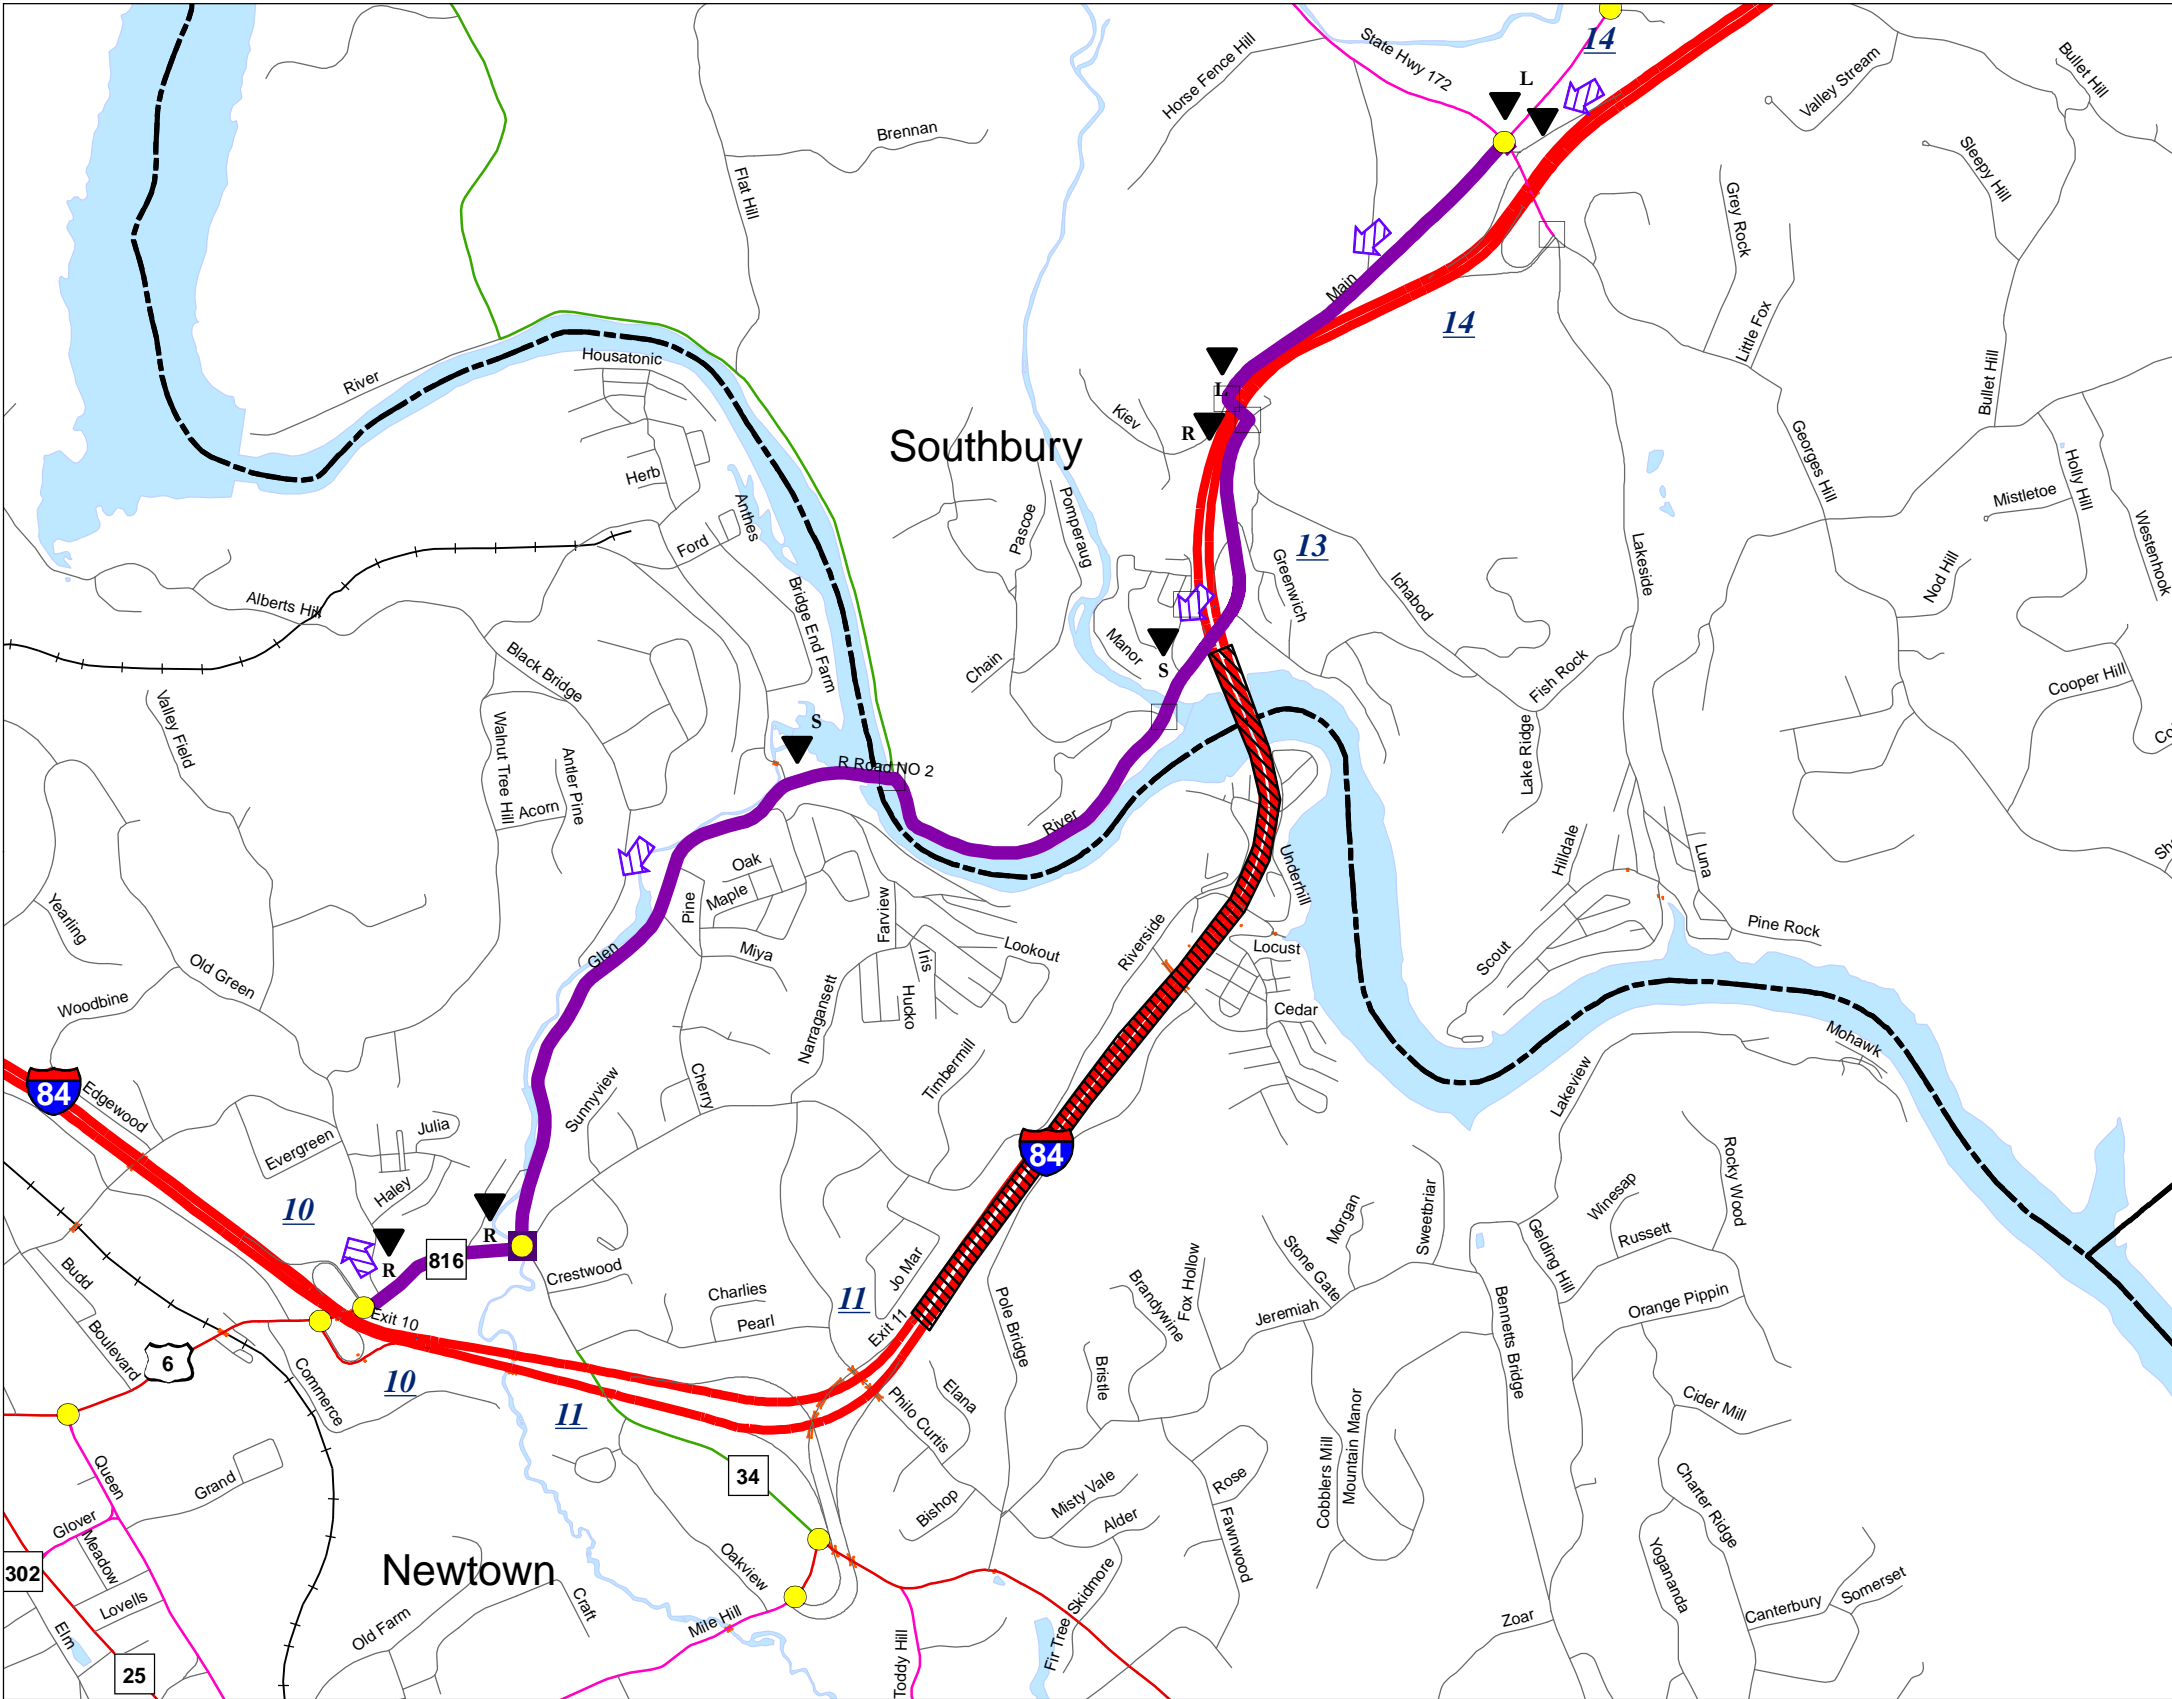 14
State Hwy 172
L
Horse Fence Hill
Valley Stream
Bullet Hill
Brennan
Flat Hill
Sleepy Hill
Grey Rock
Main
14
Little Fox
Housatonic
River
L
R
Kiev
Southbury
Bullet Hill
Georges Hill
Holly Hill
Mistletoe
Westenhook
Herb
Anthes
Ford
Pascoe
Pomperaug
13
Lakeside
Greenwich
Ichabod
Nod Hill
Alberts Hill
Bridge End Farm
Black Bridge
Manor
Chain
S
Fish Rock
Cooper Hill
Valley Field
Walnut Tree Hill
Antler Pine
Acorn
S
R Road NO 2
Lake Ridge
River
Hilldale
Luna
Underhill
Oak
Maple
Pine
Farview
Miya
Iris
Hucko
Lookout
Riverside
Locust
Cedar
Scout
Pine Rock
Yearling
Old Green
Woodbine
Glen
Narragansett
Timbermill
Mohawk
84
Edgewood
Evergreen
Julia
Haley
Sunnyview
Cherry
84
Lakeview
Rocky Wood
Winesap
Russett
10
R
R
816
Crestwood
Charlies
Pearl
Jo Mar
11
Exit 11
Pole Bridge
Brandywine
Fox Hollow
Stone Gate
Morgan
Sweetbriar
Jeremiah
Gelding Hill
Bennetts Bridge
Orange Pippin
Budd
Boulevard
6
Exit 10
10
Commerce
11
Philo Curtis
Elana
Bristle
Cider Mill
Queen
Grand
34
Bishop
Misty Vale
Alder
Rose
Fawnwood
Cobblers Mill
Mountain Manor
Charter Ridge
Yogananda
Glover
Meadow
302
Newtown
Oakview
Lovells
Elm
25
Old Farm
Craft
Mile Hill
Toddy Hill
Fir Tree
Skidmore
Zoar
Canterbury
Somerset